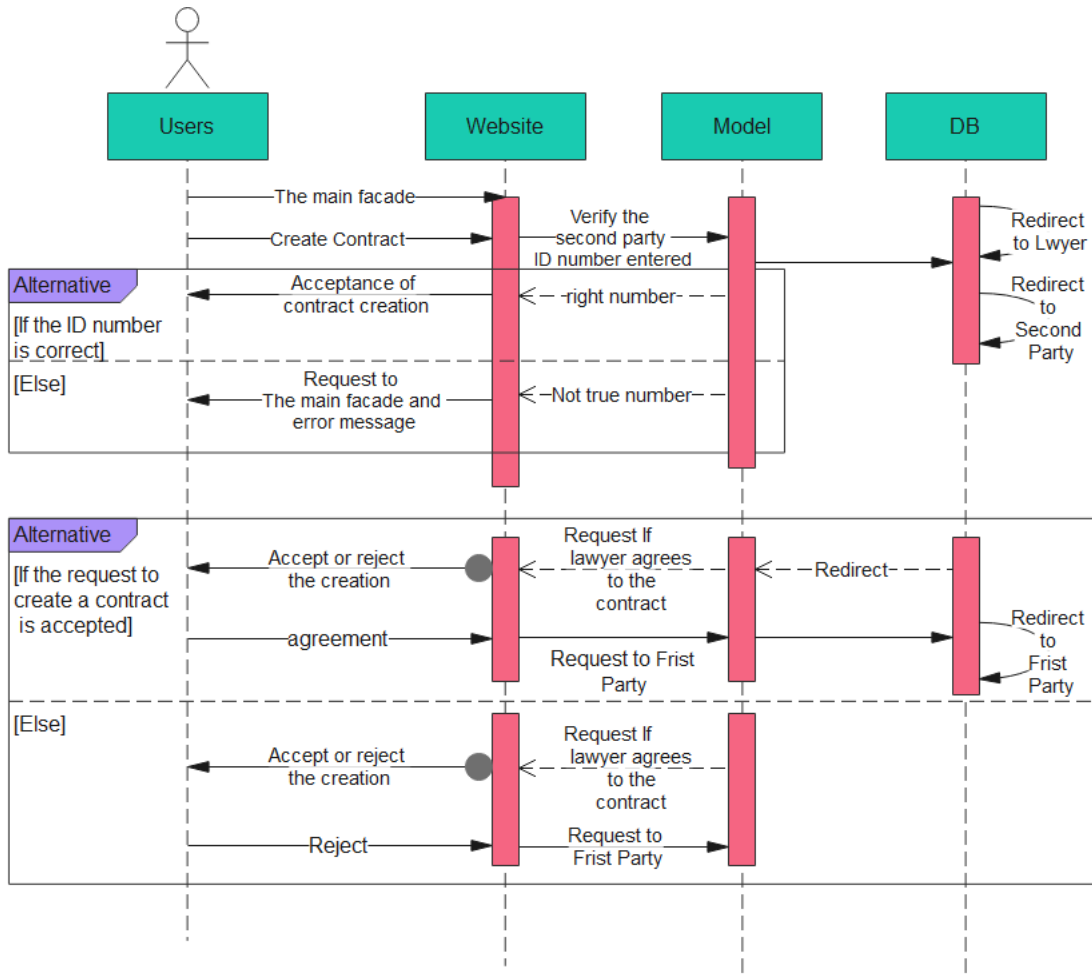 Users
Website
Model
DB
The main facade
Create Contract
Verify the
second party
ID number entered
Redirect
to Lwyer
Redirect
to
Second
Party
Alternative
[If the ID number
is correct]
Acceptance of
contract creation
right number
[Else]
Request to
The main facade and
error message
Not true number
Alternative
[If the request to
create a contract
is accepted]
Accept or reject
the creation
Request If
lawyer agrees
to the
contract
Redirect
agreement
Request to Frist
Party
Redirect
to
Frist
Party
[Else]
Accept or reject
the creation
Request If
lawyer agrees
to the
contract
Reject
Request to
Frist Party